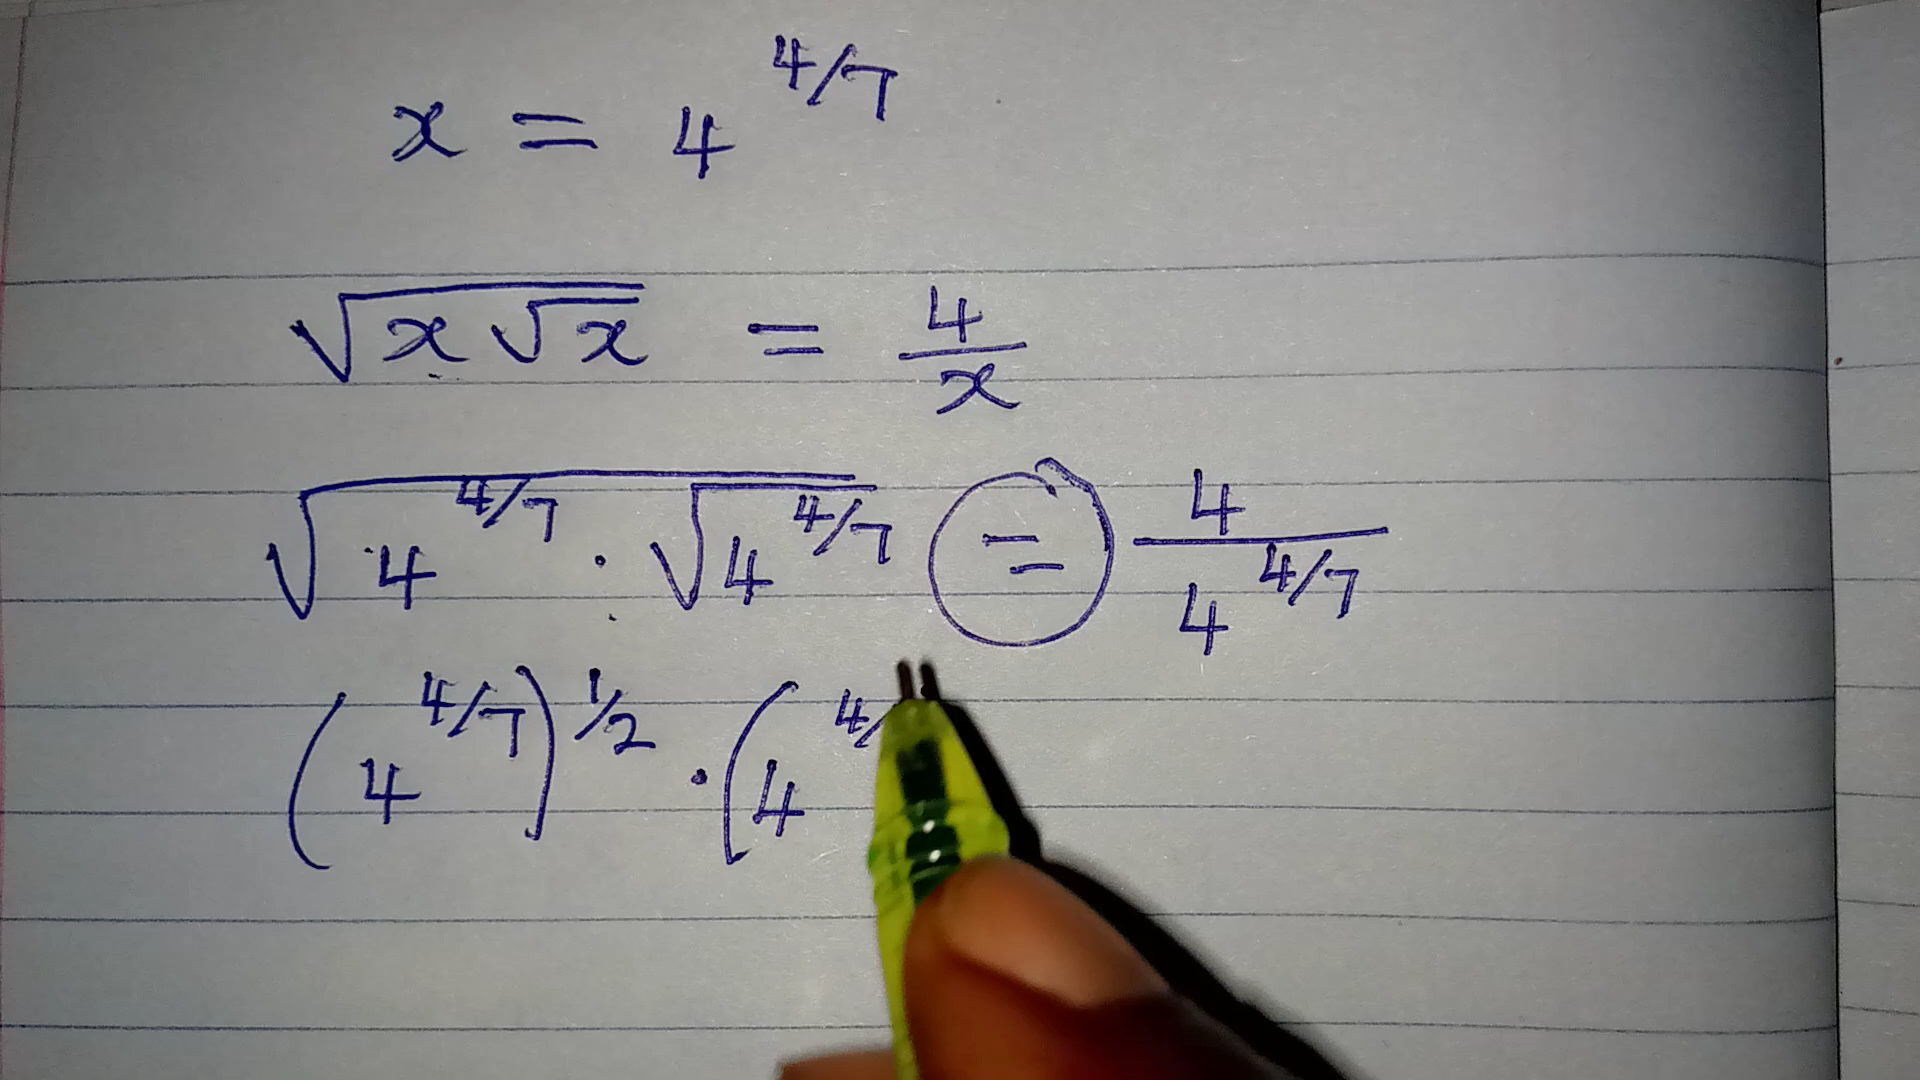 x = 4^{4/7}
√(x√x) = 4/x
√(4^{4/7} · √(4^{4/7})) = 4/4^{4/7}
(4^{4/7})^{1/2} · (4^{4/